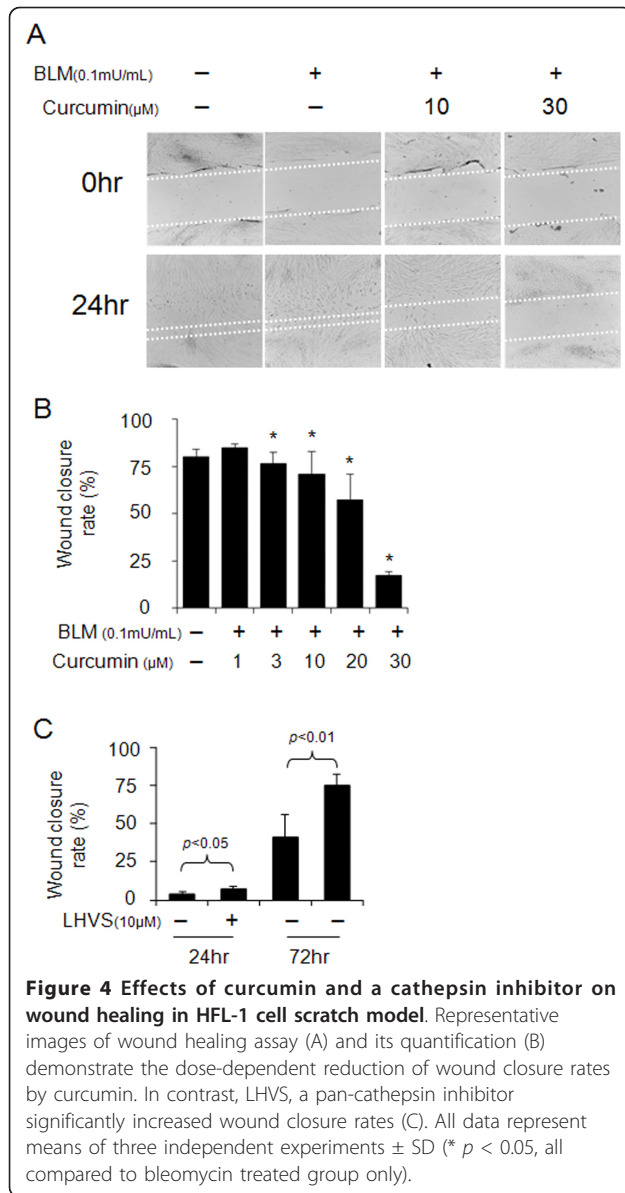 A
BLM(0.1mU/mL) – + + +
Curcumin(µM) – – 10 30
0hr
24hr
B
Wound closure
rate (%)
100
75
50
25
0
* * * *
BLM (0.1mU/mL) – + + + + +
Curcumin (µM) – 1 3 10 20 30
C
Wound closure
rate (%)
100
75
50
25
0
p<0.05
p<0.01
LHVS(10µM) – + – –
24hr 72hr
Figure 4 Effects of curcumin and a cathepsin inhibitor on
wound healing in HFL-1 cell scratch model. Representative
images of wound healing assay (A) and its quantification (B)
demonstrate the dose-dependent reduction of wound closure rates
by curcumin. In contrast, LHVS, a pan-cathepsin inhibitor
significantly increased wound closure rates (C). All data represent
means of three independent experiments ± SD (* p < 0.05, all
compared to bleomycin treated group only).